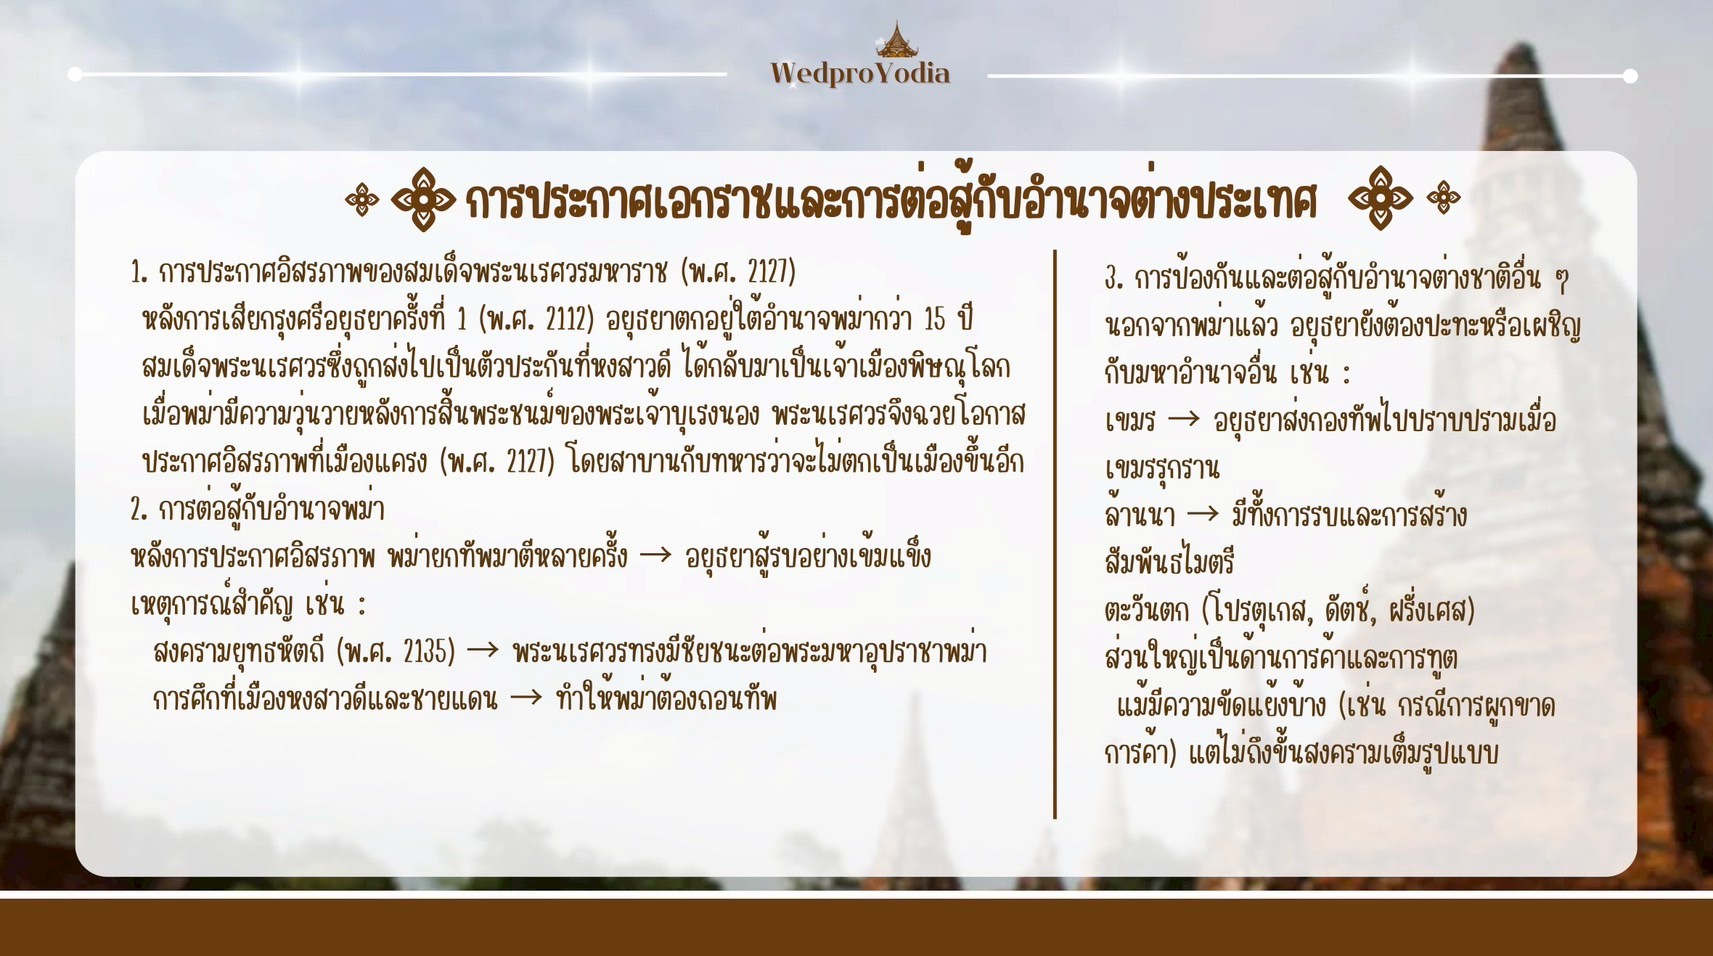 WedproYodia
การประกาศเอกราชและการต่อสู้กับอำนาจต่างประเทศ
1. การประกาศอิสรภาพของสมเด็จพระนเรศวรมหาราช (พ.ศ. 2127)
หลังการเสียกรุงศรีอยุธยาครั้งที่ 1 (พ.ศ. 2112) อยุธยาตกอยู่ใต้อำนาจพม่ากว่า 15 ปี
สมเด็จพระนเรศวรซึ่งถูกส่งไปเป็นตัวประกันที่หงสาวดี ได้กลับมาเป็นเจ้าเมืองพิษณุโลก
เมื่อพม่ามีความวุ่นวายหลังการสิ้นพระชนม์ของพระเจ้าบุเรงนอง พระนเรศวรจึงฉวยโอกาส
ประกาศอิสรภาพที่เมืองแครง (พ.ศ. 2127) โดยสาบานกับทหารว่าจะไม่ตกเป็นเมืองขึ้นอีก
2. การต่อสู้กับอำนาจพม่า
หลังการประกาศอิสรภาพ พม่ายกทัพมาตีหลายครั้ง → อยุธยาสู้รบอย่างเข้มแข็ง
เหตุการณ์สำคัญ เช่น :
สงครามยุทธหัตถี (พ.ศ. 2135) → พระนเรศวรทรงมีชัยชนะต่อพระมหาอุปราชาพม่า
การศึกที่เมืองหงสาวดีและชายแดน → ทำให้พม่าต้องถอนทัพ
3. การป้องกันและต่อสู้กับอำนาจต่างชาติอื่น ๆ
นอกจากพม่าแล้ว อยุธยายังต้องปะทะหรือเผชิญ
กับมหาอำนาจอื่น เช่น :
เขมร → อยุธยาส่งกองทัพไปปราบปรามเมื่อ
เขมรรุกราน
ล้านนา → มีทั้งการรบและการสร้าง
สัมพันธไมตรี
ตะวันตก (โปรตุเกส, ดัตช์, ฝรั่งเศส)
ส่วนใหญ่เป็นด้านการค้าและการทูต
แม้มีความขัดแย้งบ้าง (เช่น กรณีการผูกขาด
การค้า) แต่ไม่ถึงขั้นสงครามเต็มรูปแบบ